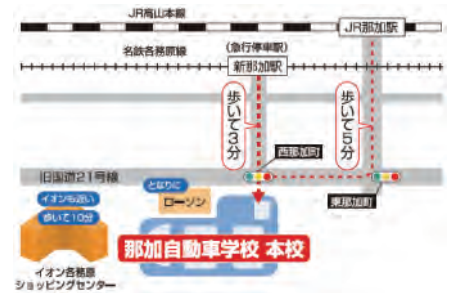 JR高山本線
JR那加駅
名鉄各務原線
(急行停車駅)
新那加駅
歩いて3分
歩いて5分
西那加町
旧国道21号線
となりに
ローソン
東那加町
イオンも近い
歩いて10分
那加自動車学校 本校
イオン各務原
ショッピングセンター